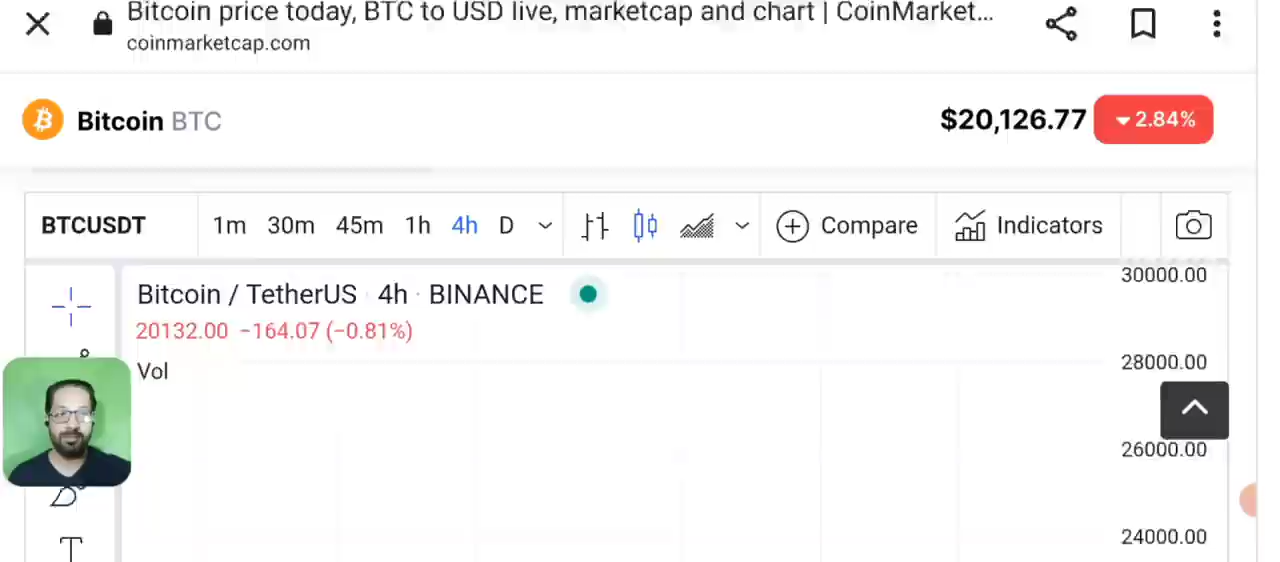 Bitcoin price today, BTC to USD live, marketcap and chart | CoinMarket...
coinmarketcap.com
Bitcoin BTC
$20,126.77 2.84%
BTCUSDT 1m 30m 45m 1h 4h D Compare Indicators
30000.00
Bitcoin / TetherUS · 4h · BINANCE
20132.00 −164.07 (−0.81%)
28000.00
Vol
26000.00
24000.00